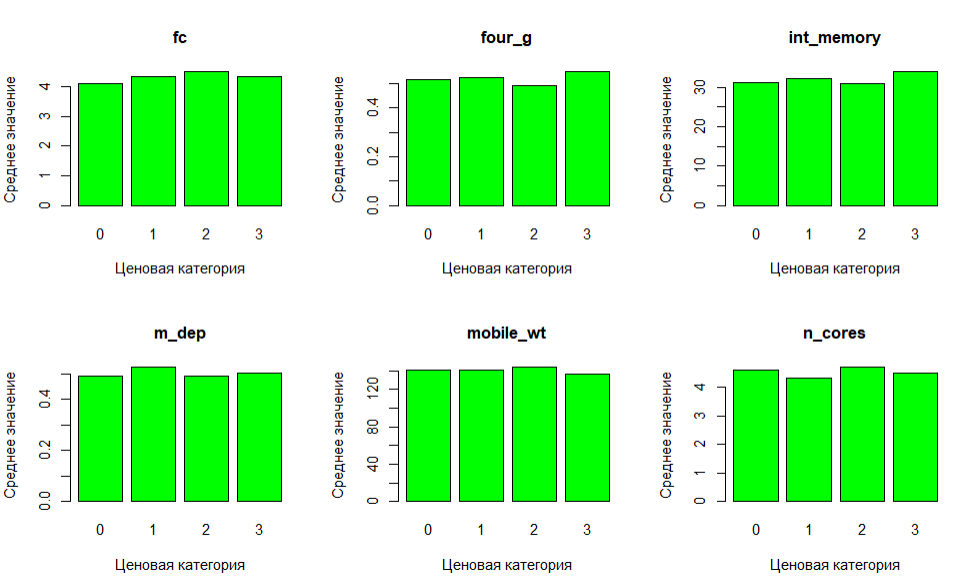 fc
four_g
int_memory
Среднее значение
0 1 2 3 4
Среднее значение
0.0 0.2 0.4
Среднее значение
0 10 20 30
0 1 2 3
0 1 2 3
0 1 2 3
Ценовая категория
Ценовая категория
Ценовая категория
m_dep
mobile_wt
n_cores
Среднее значение
0.0 0.2 0.4
Среднее значение
0 40 80 120
Среднее значение
0 1 2 3 4
0 1 2 3
0 1 2 3
0 1 2 3
Ценовая категория
Ценовая категория
Ценовая категория